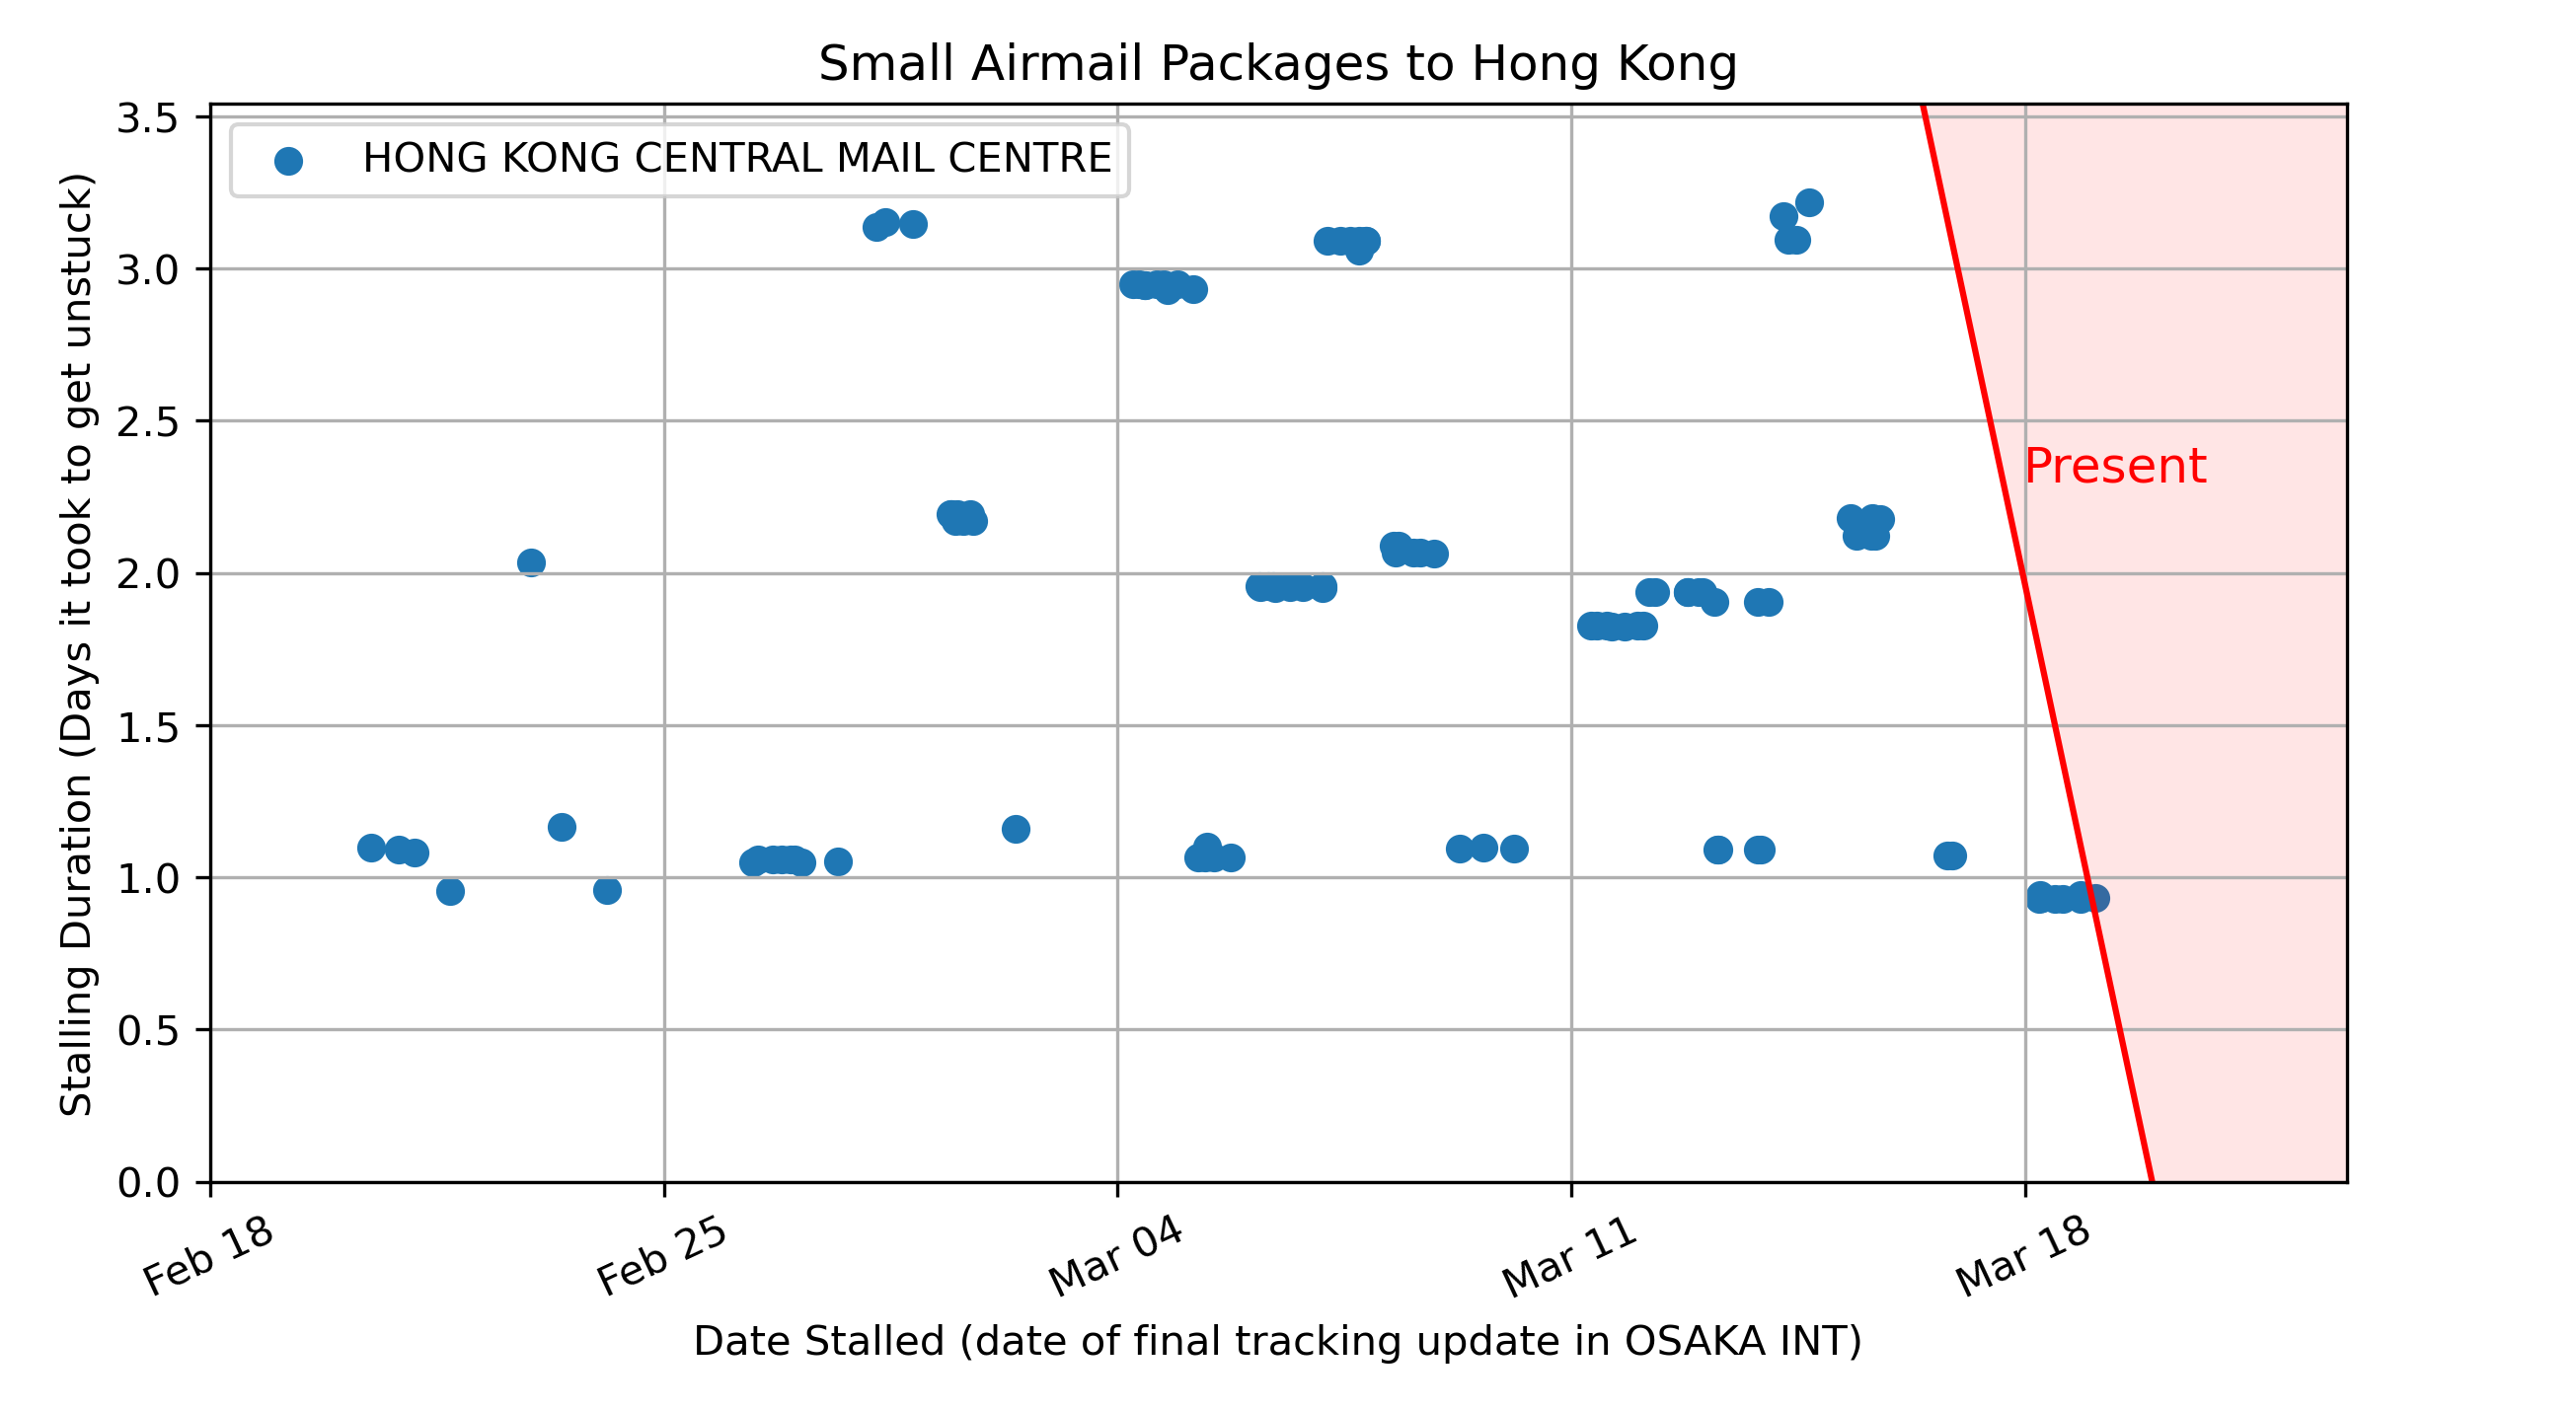 Small Airmail Packages to Hong Kong
HONG KONG CENTRAL MAIL CENTRE
Stalling Duration (Days it took to get unstuck)
3.5
3.0
2.5
2.0
1.5
1.0
0.5
0.0
Present
Feb 18
Feb 25
Mar 04
Mar 11
Mar 18
Date Stalled (date of final tracking update in OSAKA INT)